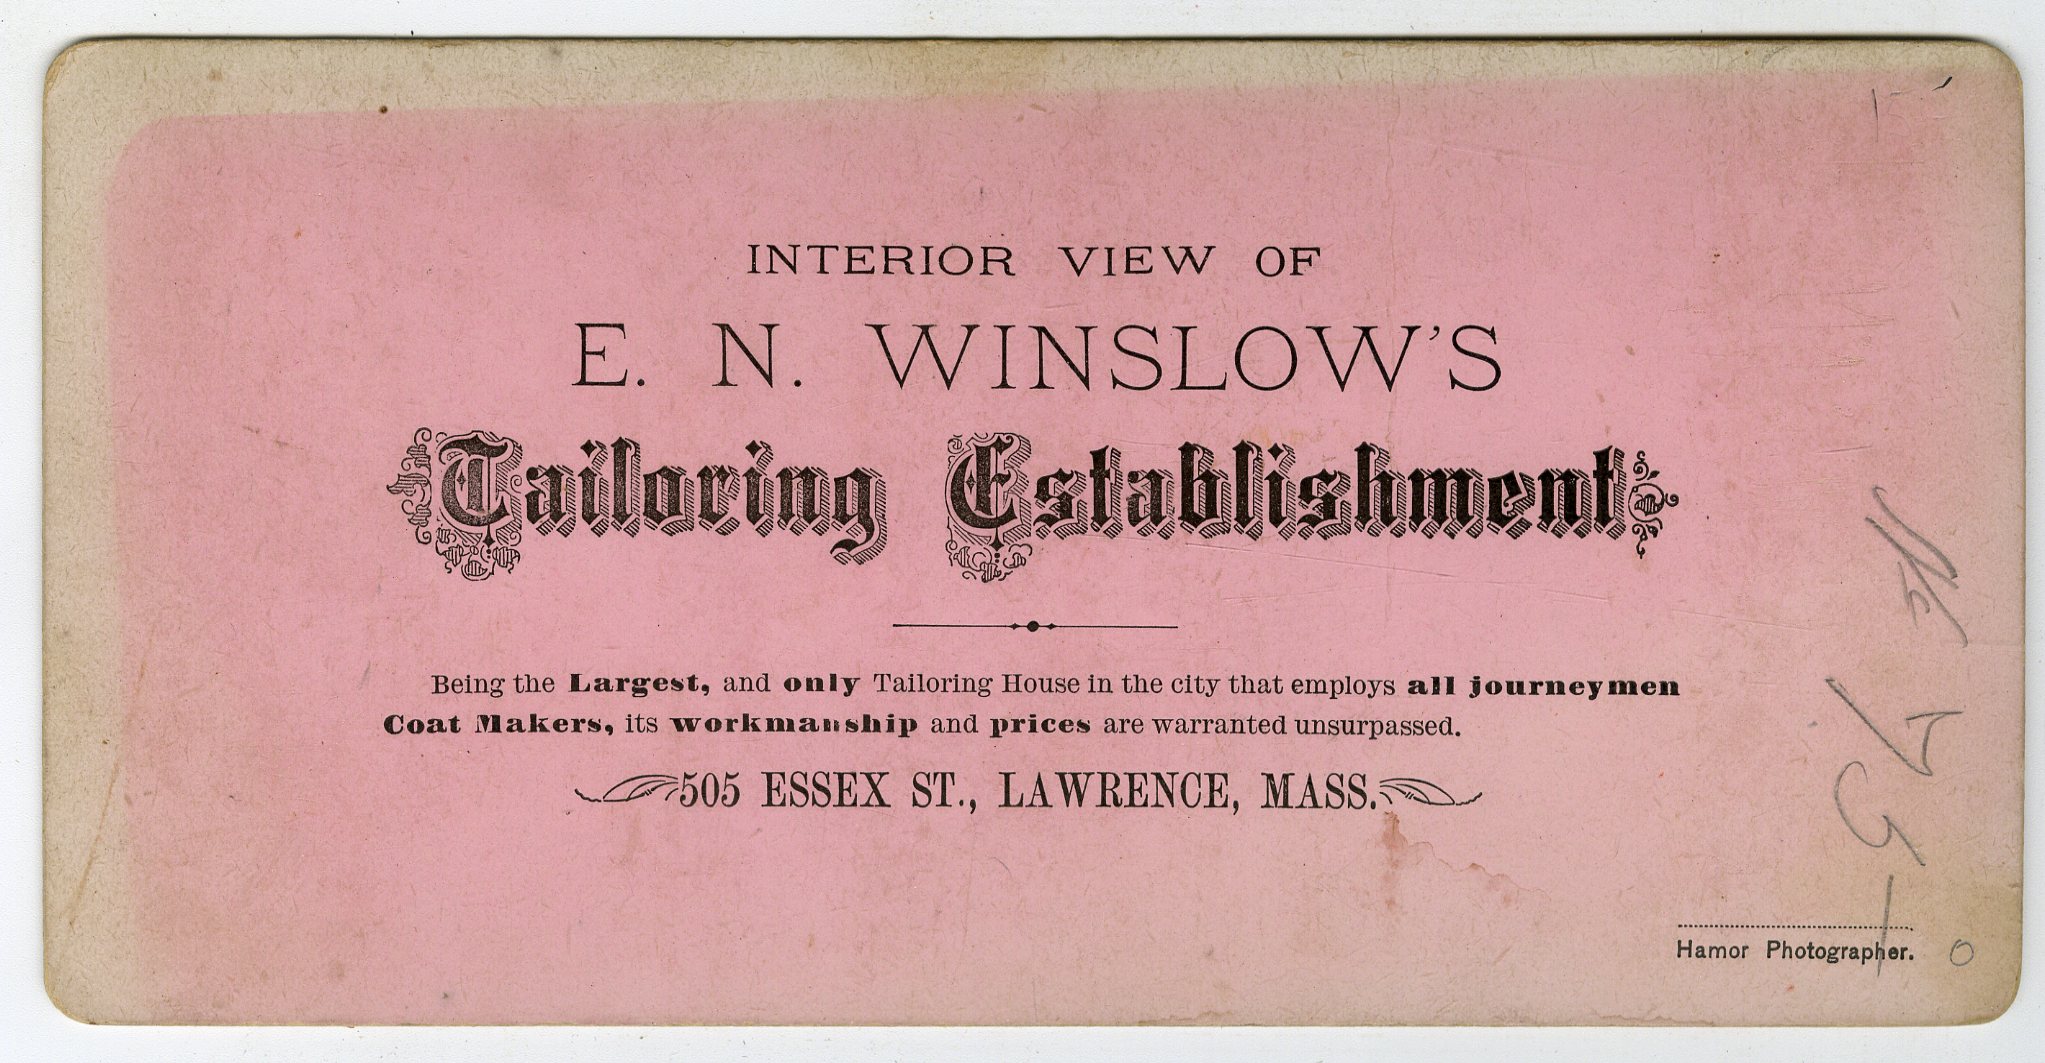 INTERIOR VIEW OF
E. N. WINSLOW'S
Tailoring Establishment
Being the Largest, and only Tailoring House in the city that employs all journeymen
Coat Makers, its workmanship and prices are warranted unsurpassed.
505 ESSEX ST., LAWRENCE, MASS.
Hamor Photographer.